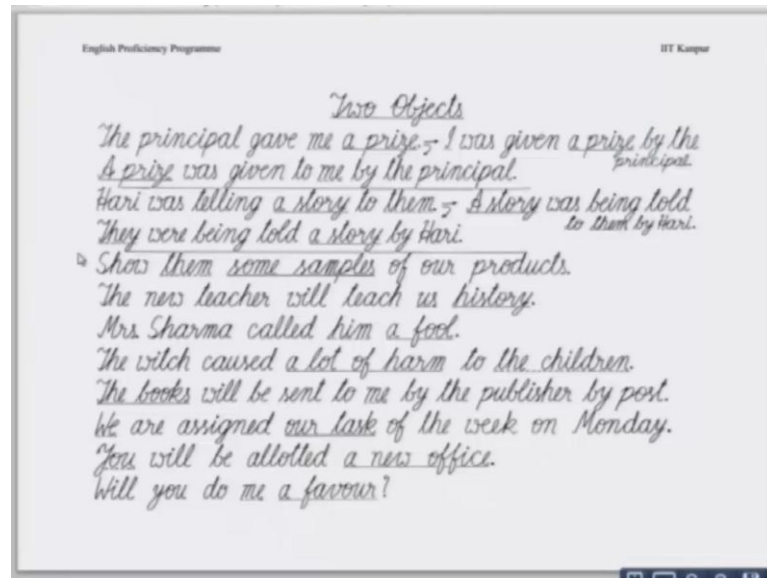 English Proficiency Programme IIT Kanpur
Two Objects
The principal gave me a prize. - I was given a prize by the
principal.
A prize was given to me by the principal.
Hari was telling a story to them. - A story was being told
to them by Hari.
They were being told a story by Hari.
Show them some samples of our products.
The new teacher will teach us history.
Mrs. Sharma called him a fool.
The witch caused a lot of harm to the children.
The books will be sent to me by the publisher by post.
We are assigned our task of the week on Monday.
You will be allotted a new office.
Will you do me a favour?